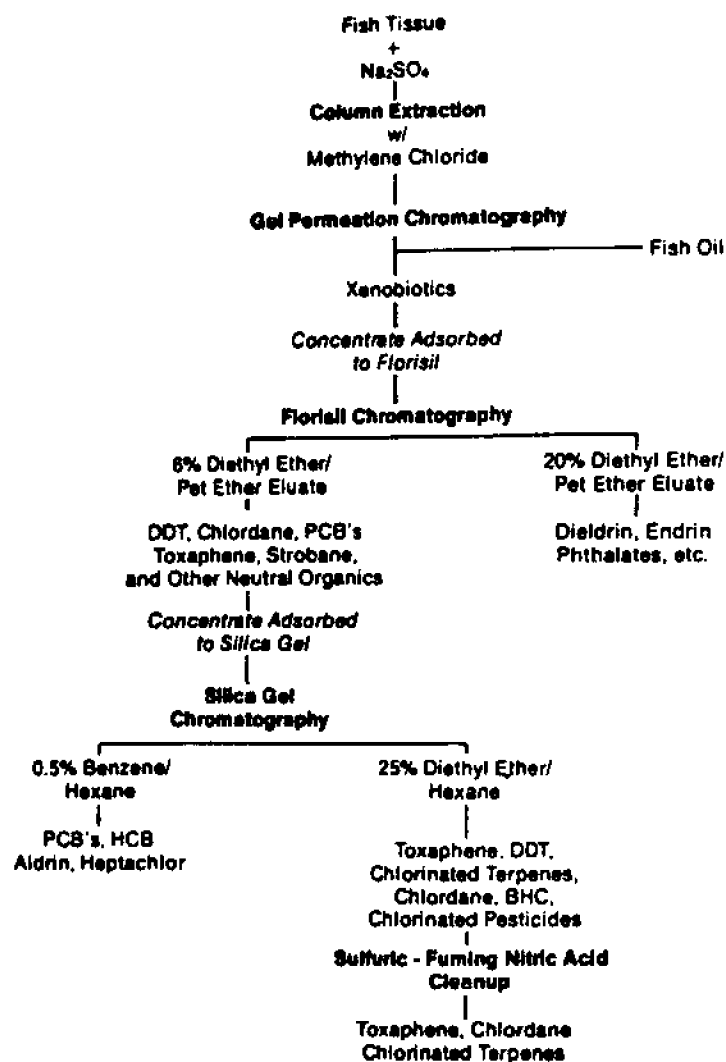 Fish Tissue
+
Na₂SO₄
Column Extraction
w/
Methylene Chloride
Gel Permeation Chromatography
Fish Oil
Xenobiotics
Concentrate Adsorbed
to Florisil
Florisil Chromatography
6% Diethyl Ether/
Pet Ether Eluate
20% Diethyl Ether/
Pet Ether Eluate
DDT, Chlordane, PCB's
Toxaphene, Strobane,
and Other Neutral Organics
Dieldrin, Endrin
Phthalates, etc.
Concentrate Adsorbed
to Silica Gel
Silica Gel
Chromatography
0.5% Benzene/
Hexane
25% Diethyl Ether/
Hexane
PCB's, HCB
Aldrin, Heptachlor
Toxaphene, DDT,
Chlorinated Terpenes,
Chlordane, BHC,
Chlorinated Pesticides
Sulfuric - Fuming Nitric Acid
Cleanup
Toxaphene, Chlordane
Chlorinated Terpenes